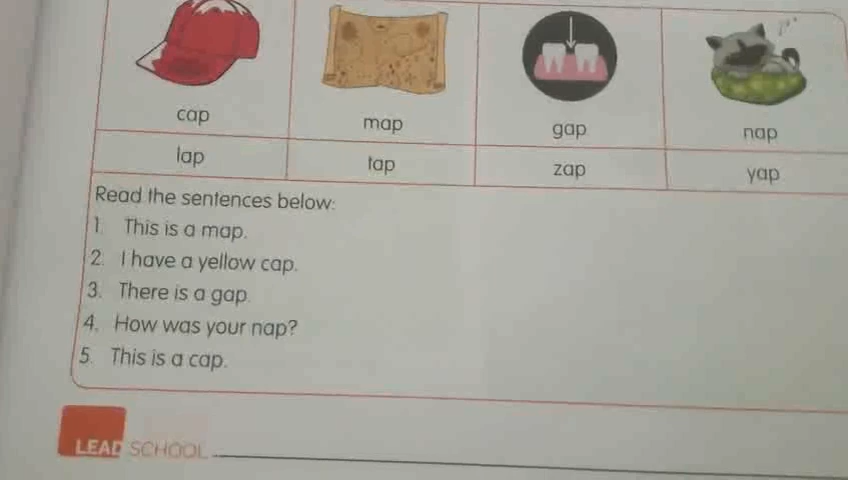 cap map gap nap
lap tap zap yap
Read the sentences below:
1. This is a map.
2. I have a yellow cap.
3. There is a gap.
4. How was your nap?
5. This is a cap.
LEAD SCHOOL